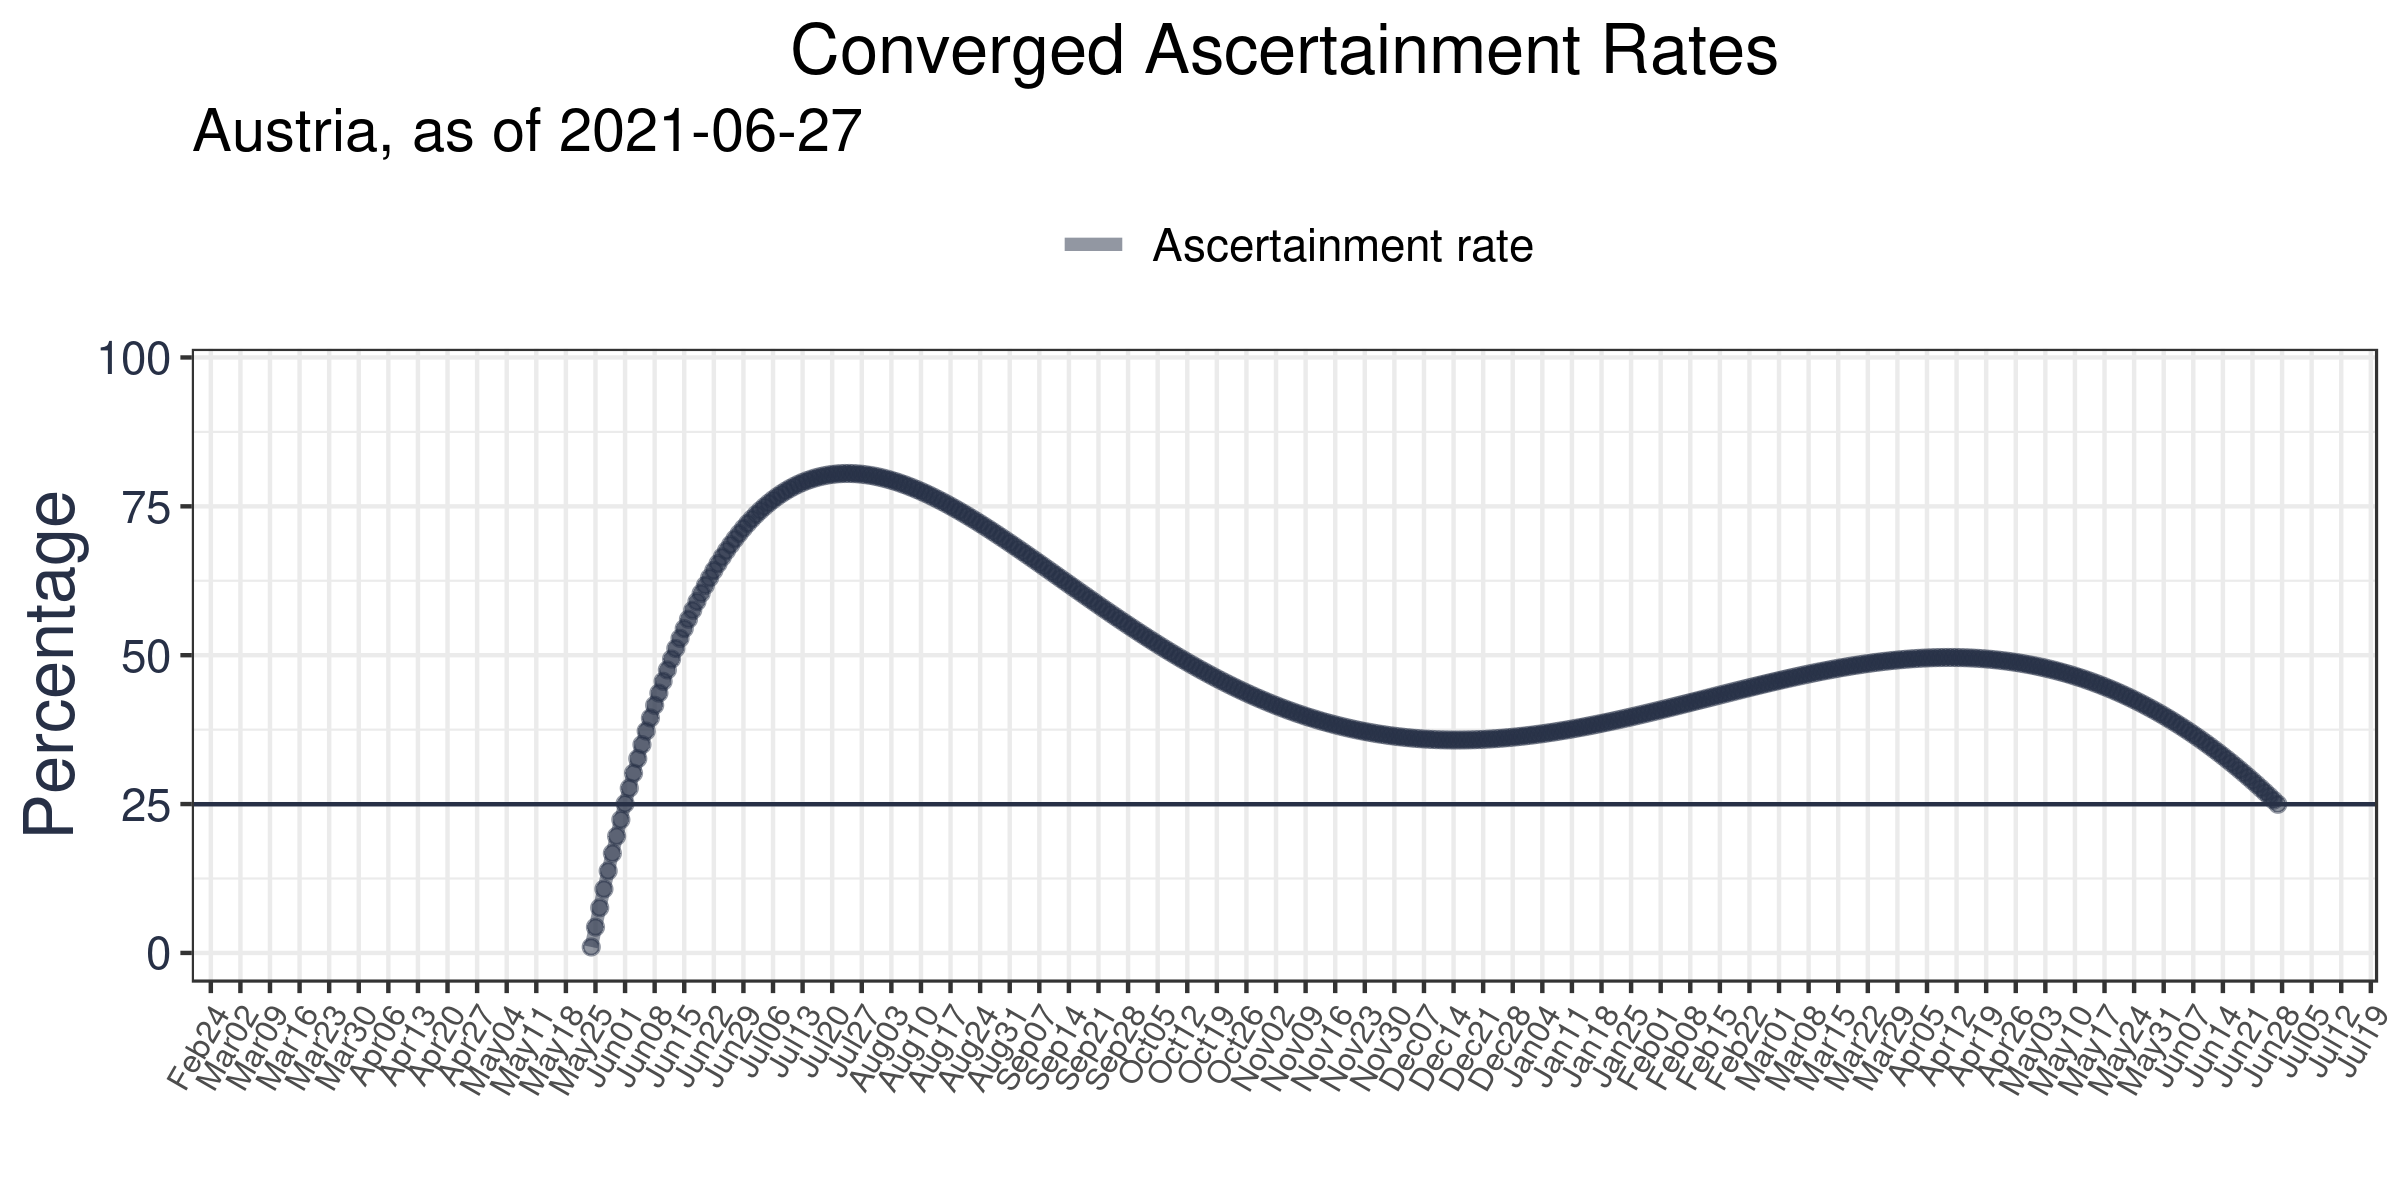 Converged Ascertainment Rates
Austria, as of 2021-06-27
Ascertainment rate
Percentage
100
75
50
25
0
Feb24 Mar02 Mar09 Mar16 Mar23 Mar30 Apr06 Apr13 Apr20 Apr27 May04 May11 May18 May25 Jun01 Jun08 Jun15 Jun22 Jun29 Jul06 Jul13 Jul20 Jul27 Aug03 Aug10 Aug17 Aug24 Aug31 Sep07 Sep14 Sep21 Sep28 Oct05 Oct12 Oct19 Oct26 Nov02 Nov09 Nov16 Nov23 Nov30 Dec07 Dec14 Dec21 Dec28 Jan04 Jan11 Jan18 Jan25 Feb01 Feb08 Feb15 Feb22 Mar01 Mar08 Mar15 Mar22 Mar29 Apr05 Apr12 Apr19 Apr26 May03 May10 May17 May24 May31 Jun07 Jun14 Jun21 Jun28 Jul05 Jul12 Jul19